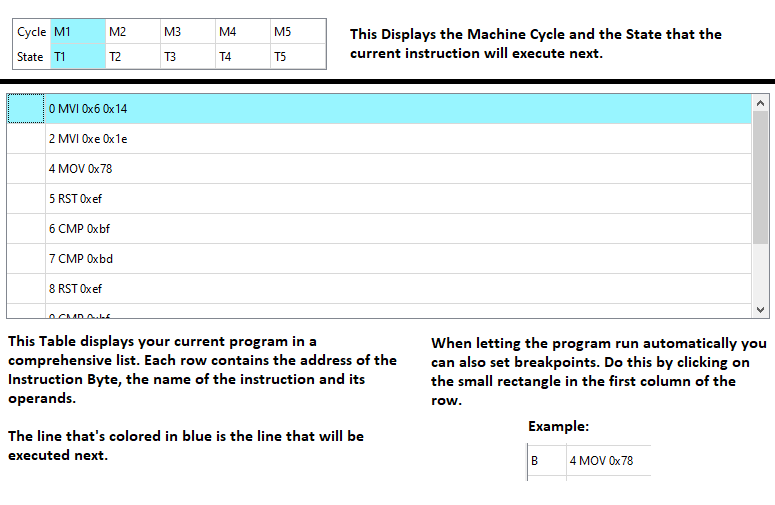 Cycle M1 M2 M3 M4 M5
State T1 T2 T3 T4 T5
This Displays the Machine Cycle and the State that the
current instruction will execute next.
0 MVI 0x6 0x14
2 MVI 0xe 0x1e
4 MOV 0x78
5 RST 0xef
6 CMP 0xbf
7 CMP 0xbd
8 RST 0xef
9 CMP 0xbf
This Table displays your current program in a
comprehensive list. Each row contains the address of the
Instruction Byte, the name of the instruction and its
operands.
The line that's colored in blue is the line that will be
executed next.
When letting the program run automatically you
can also set breakpoints. Do this by clicking on
the small rectangle in the first column of the
row.
Example:
B 4 MOV 0x78